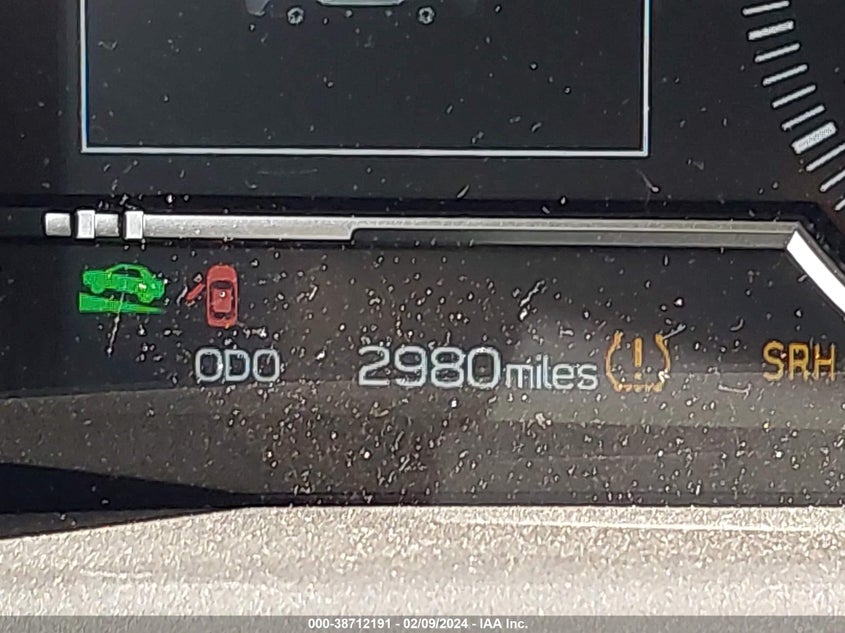 ODO 2980 miles SRH
000-38712191 - 02/09/2024 - IAA Inc.